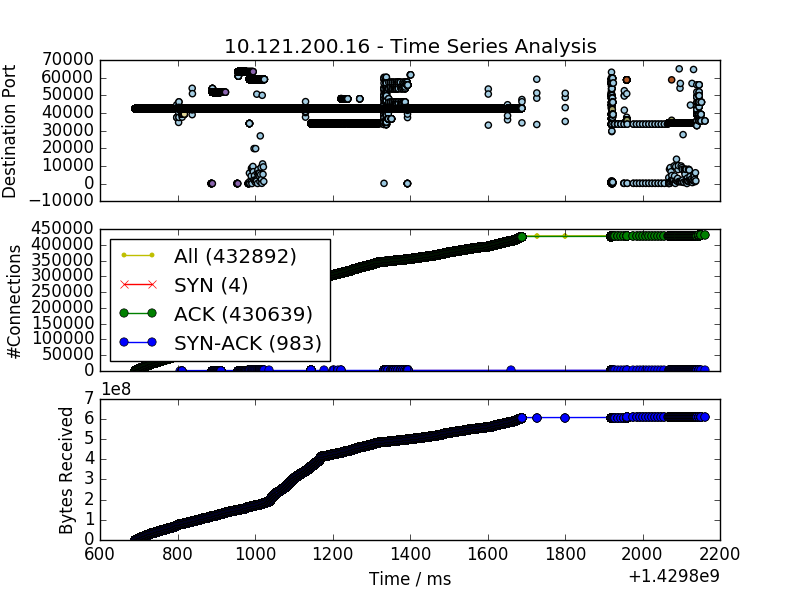 10.121.200.16 - Time Series Analysis
70000
60000
50000
40000
30000
20000
10000
0
−10000
Destination Port
450000
400000
350000
300000
250000
200000
150000
100000
50000
0
#Connections
All (432892)
SYN (4)
ACK (430639)
SYN-ACK (983)
1e8
7
6
5
4
3
2
1
0
Bytes Received
600 800 1000 1200 1400 1600 1800 2000 2200
Time / ms
+1.4298e9